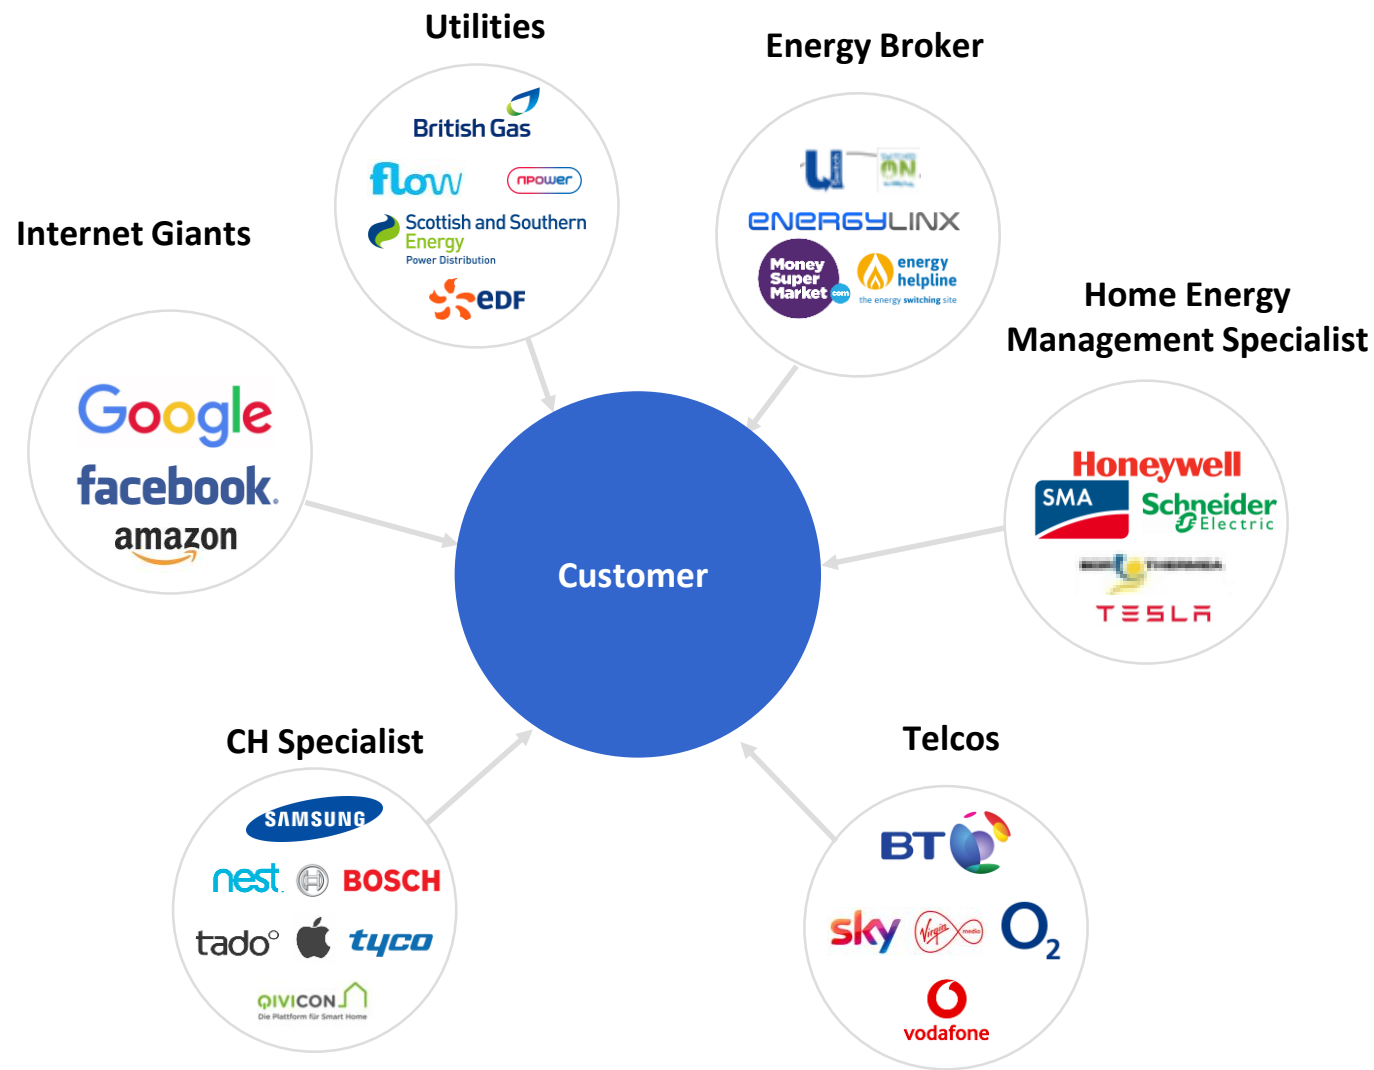 Utilities
British Gas
flow
npower
Scottish and Southern
Energy
Power Distribution
eDF
Energy Broker
U
Switch
ON
ENERGYLINX
Money
Super
Market
com
energy
helpline
the energy switching site
Internet Giants
Google
facebook.
amazon
Home Energy
Management Specialist
Honeywell
SMA
Schneider
Electric
TESLA
Customer
CH Specialist
SAMSUNG
nest
BOSCH
tado°
tyco
QIVICON
Die Plattform für Smart Home
Telcos
BT
sky
Virgin
media
O2
vodafone